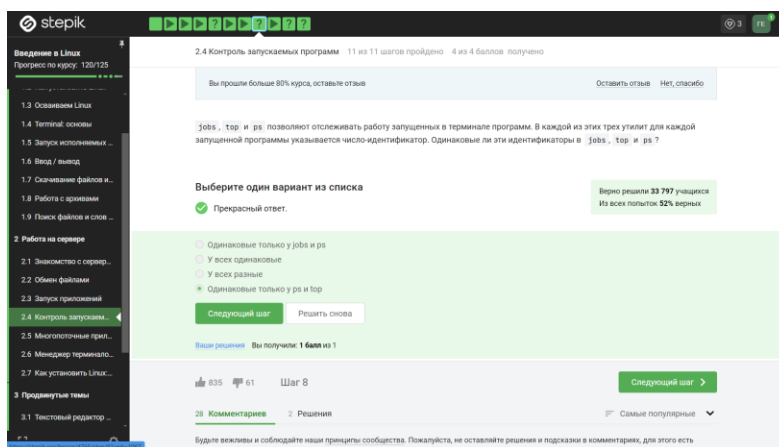 stepik
3
ГЕ
Введение в Linux
Прогресс по курсу: 120/125
1.3 Осваиваем Linux
1.4 Terminal: основы
1.5 Запуск исполняемых ...
1.6 Ввод / вывод
1.7 Скачивание файлов и...
1.8 Работа с архивами
1.9 Поиск файлов и слов ...
2 Работа на сервере
2.1 Знакомство с сервер...
2.2 Обмен файлами
2.3 Запуск приложений
2.4 Контроль запускаем...
2.5 Многопоточные прил...
2.6 Менеджер терминало...
2.7 Как установить Linux:...
3 Продвинутые темы
3.1 Текстовый редактор ...
2.4 Контроль запускаемых программ 11 из 11 шагов пройдено 4 из 4 баллов получено
Вы прошли больше 80% курса, оставьте отзыв Оставить отзыв Нет, спасибо
jobs, top и ps позволяют отслеживать работу запущенных в терминале программ. В каждой из этих трех утилит для каждой
запущенной программы указывается число-идентификатор. Одинаковые ли эти идентификаторы в jobs, top и ps?
Выберите один вариант из списка
Прекрасный ответ.
Верно решили 33 797 учащихся
Из всех попыток 52% верных
Одинаковые только у jobs и ps
У всех одинаковые
У всех разные
Одинаковые только у ps и top
Следующий шаг Решить снова
Ваши решения Вы получили: 1 балл из 1
835 61 Шаг 8 Следующий шаг
28 Комментариев 2 Решения Самые популярные
Будьте вежливы и соблюдайте наши принципы сообщества. Пожалуйста, не оставляйте решения и подсказки в комментариях, для этого есть